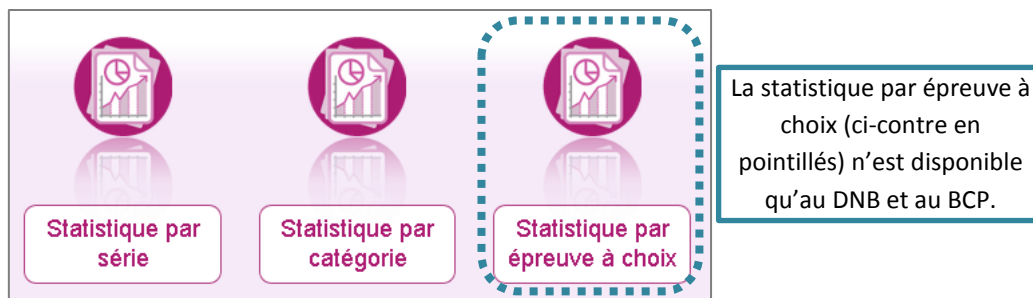 Statistique par
série
Statistique par
catégorie
Statistique par
épreuve à choix
La statistique par épreuve à
choix (ci-contre en
pointillés) n’est disponible
qu’au DNB et au BCP.